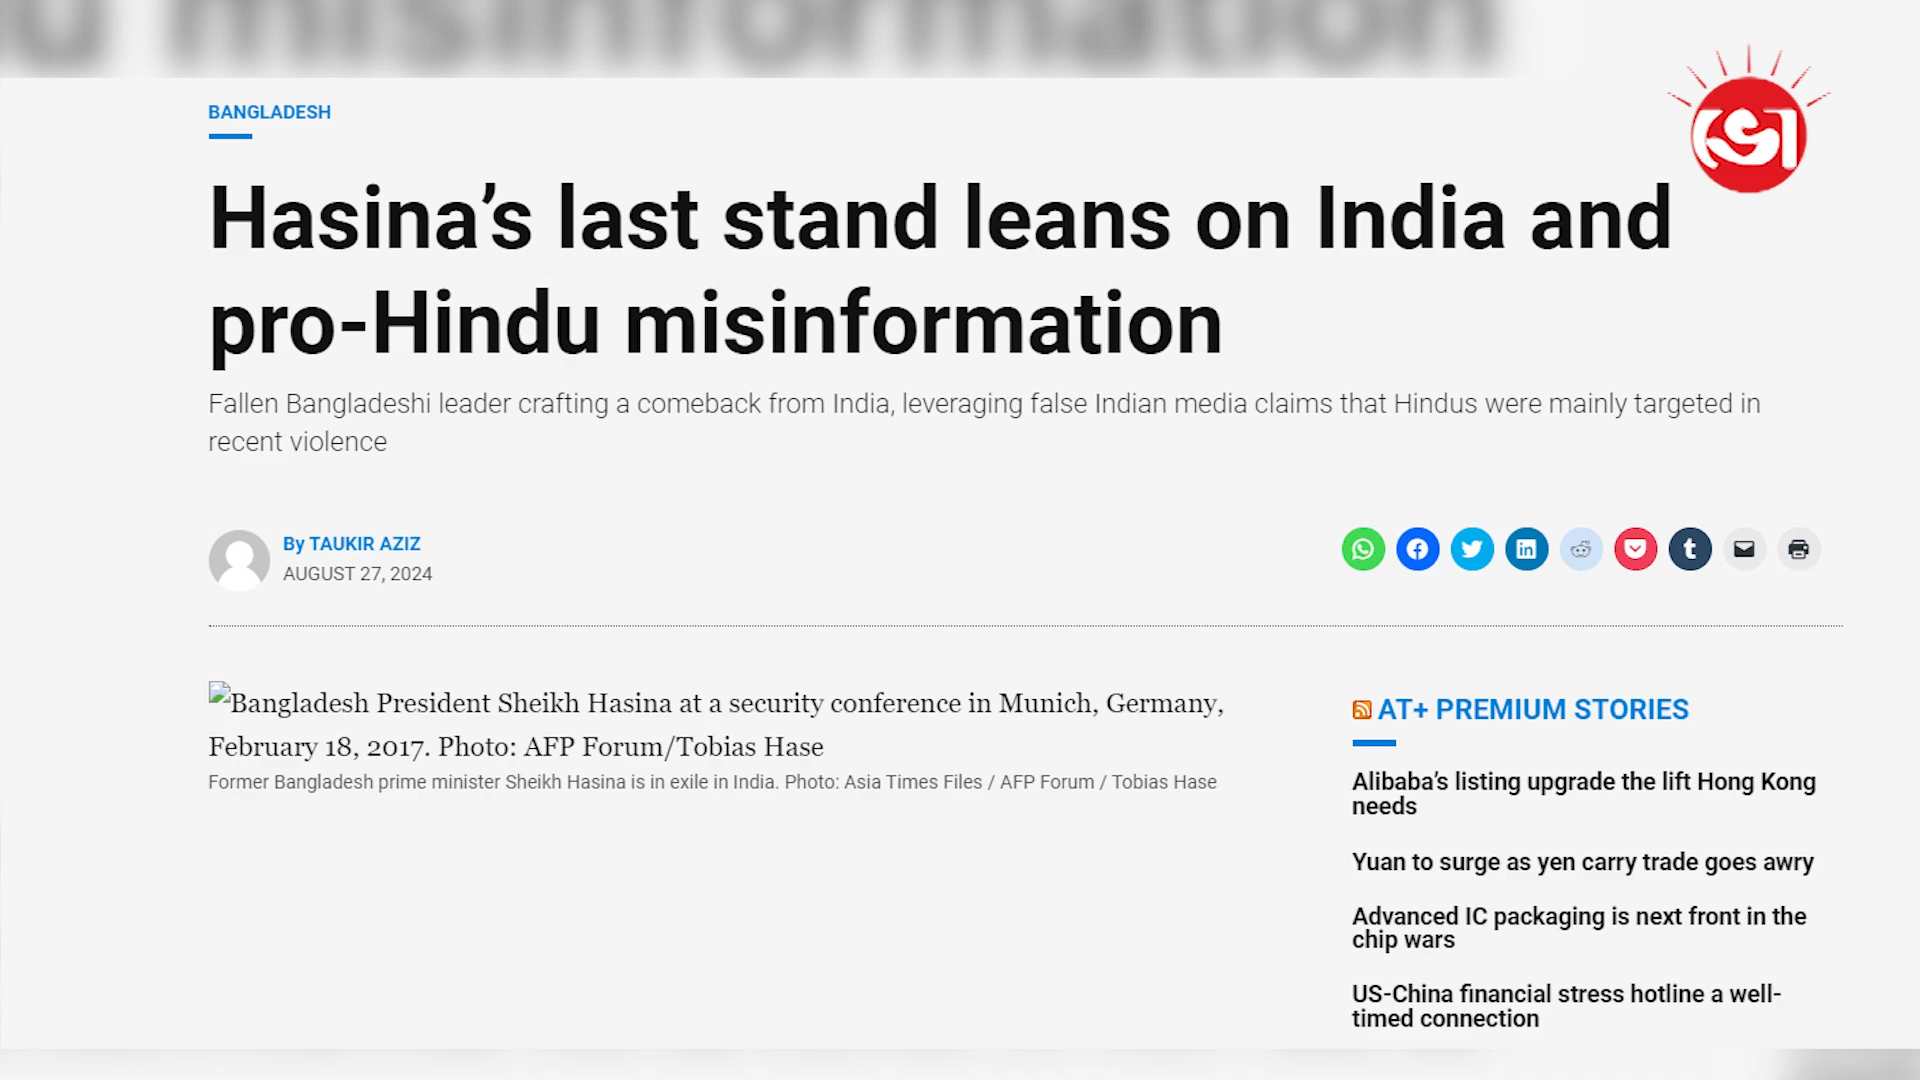 misinformation
BANGLADESH
Hasina’s last stand leans on India and
pro-Hindu misinformation
Fallen Bangladeshi leader crafting a comeback from India, leveraging false Indian media claims that Hindus were mainly targeted in
recent violence
By TAUKIR AZIZ
AUGUST 27, 2024
Bangladesh President Sheikh Hasina at a security conference in Munich, Germany,
February 18, 2017. Photo: AFP Forum/Tobias Hase
Former Bangladesh prime minister Sheikh Hasina is in exile in India. Photo: Asia Times Files / AFP Forum / Tobias Hase
AT+ PREMIUM STORIES
Alibaba’s listing upgrade the lift Hong Kong
needs
Yuan to surge as yen carry trade goes awry
Advanced IC packaging is next front in the
chip wars
US-China financial stress hotline a well-
timed connection